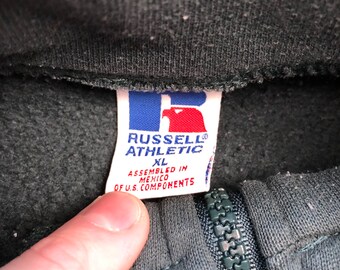 RUSSELL®
ATHLETIC
XL
ASSEMBLED IN
MEXICO
OF U.S. COMPONENTS